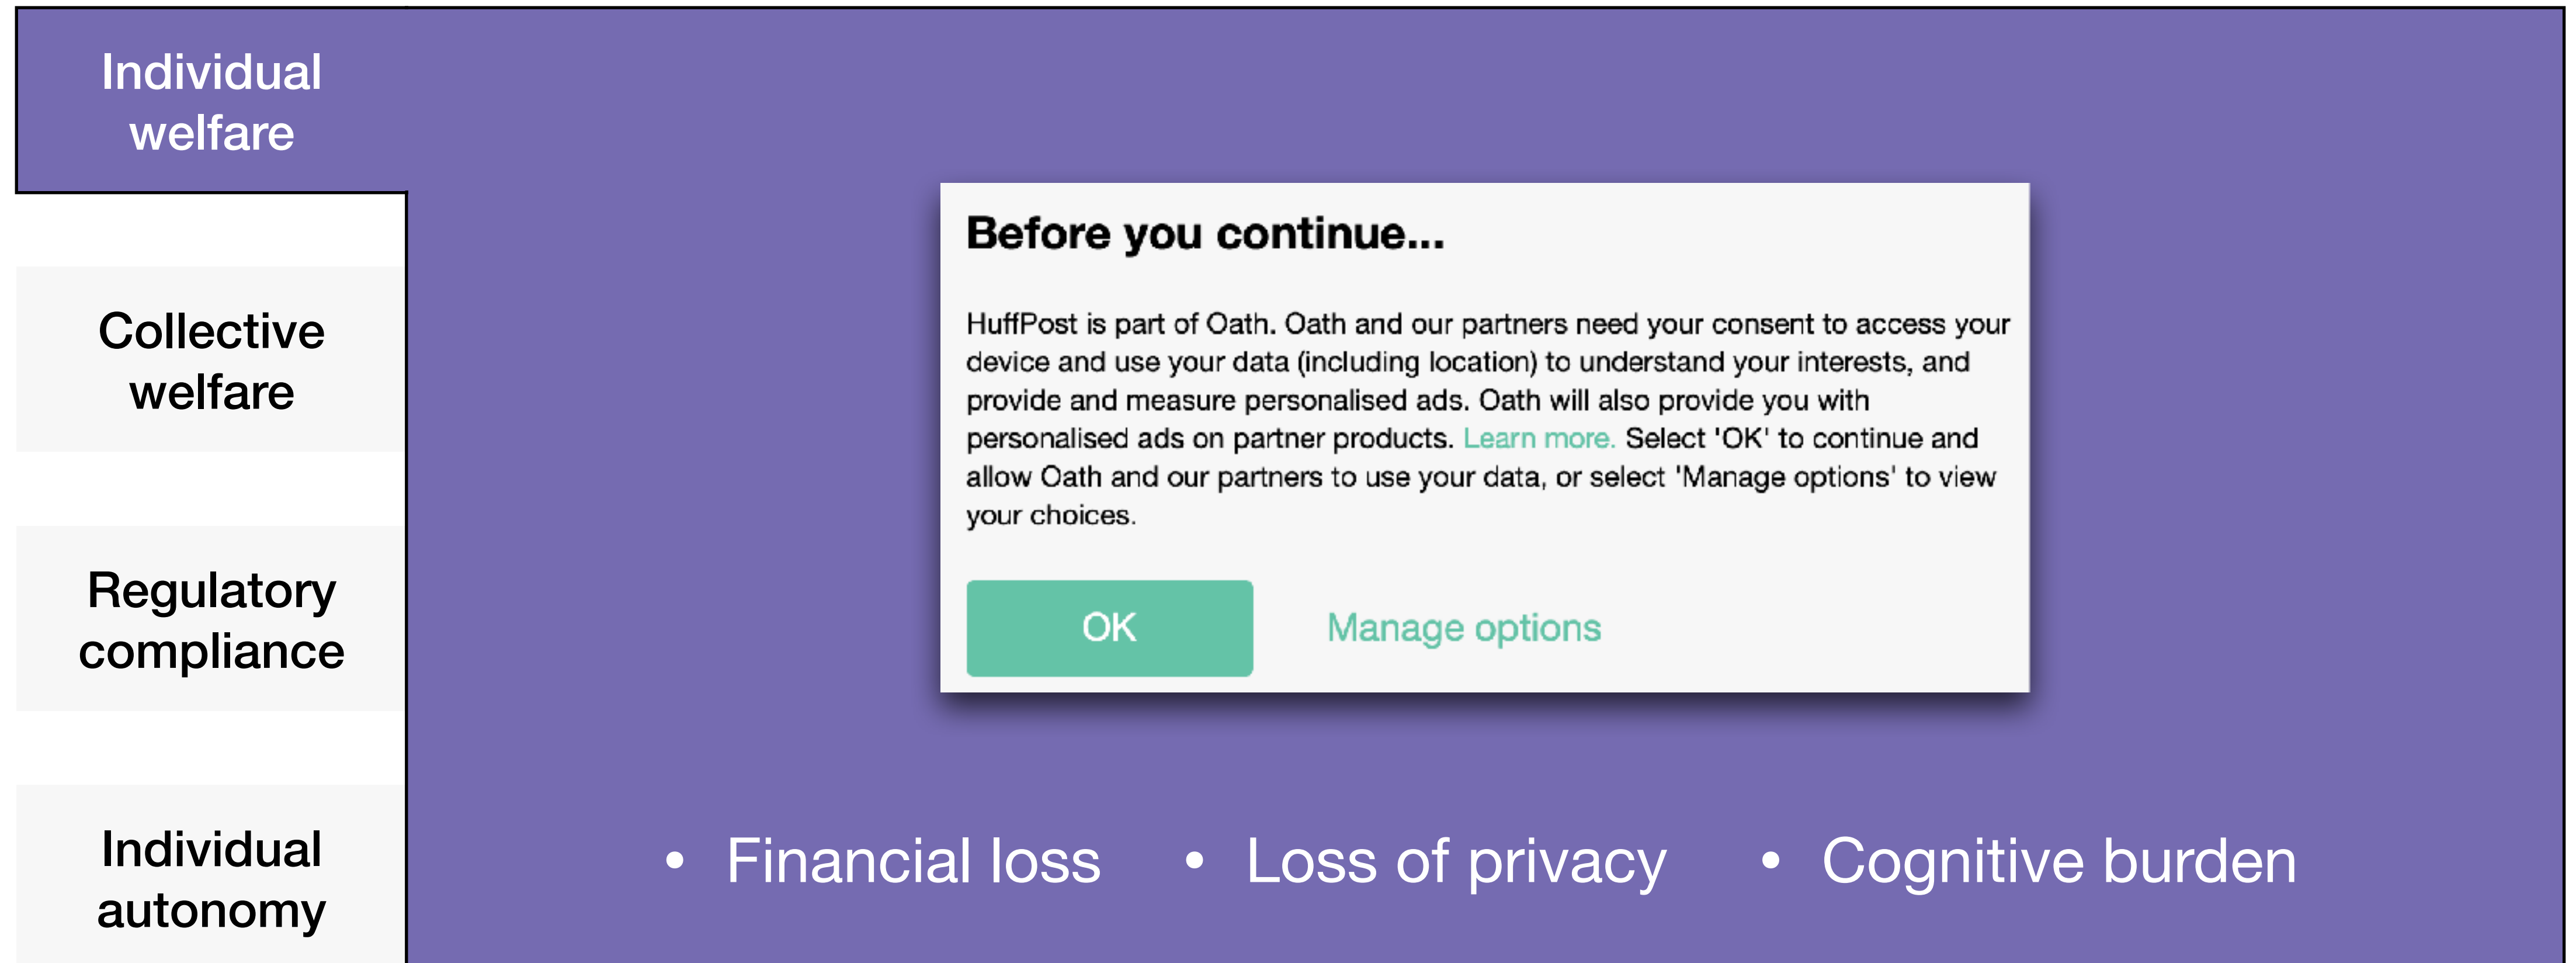 Individual
welfare
Collective
welfare
Regulatory
compliance
Individual
autonomy
Before you continue...
HuffPost is part of Oath. Oath and our partners need your consent to access your
device and use your data (including location) to understand your interests, and
provide and measure personalised ads. Oath will also provide you with
personalised ads on partner products. Learn more. Select 'OK' to continue and
allow Oath and our partners to use your data, or select 'Manage options' to view
your choices.
OK Manage options
• Financial loss • Loss of privacy • Cognitive burden